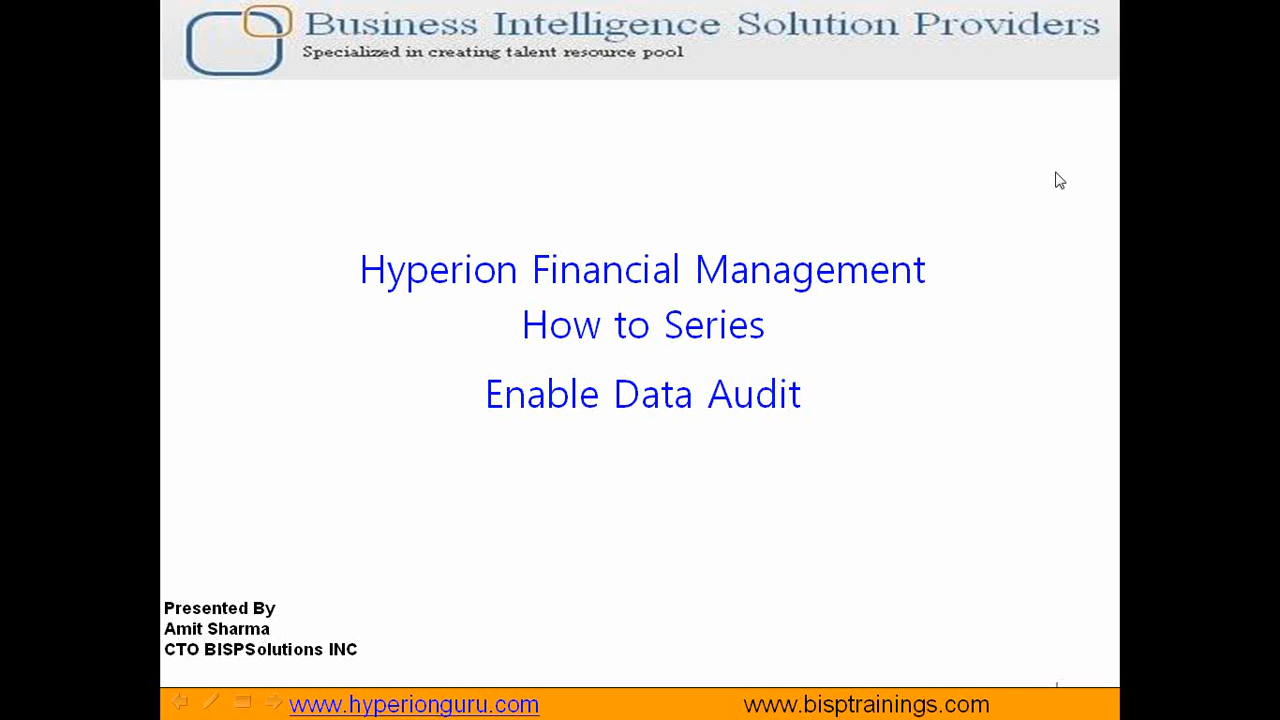 Business Intelligence Solution Providers
Specialized in creating talent resource pool
Hyperion Financial Management
How to Series
Enable Data Audit
Presented By
Amit Sharma
CTO BISPSolutions INC
www.hyperionguru.com
www.bisptrainings.com